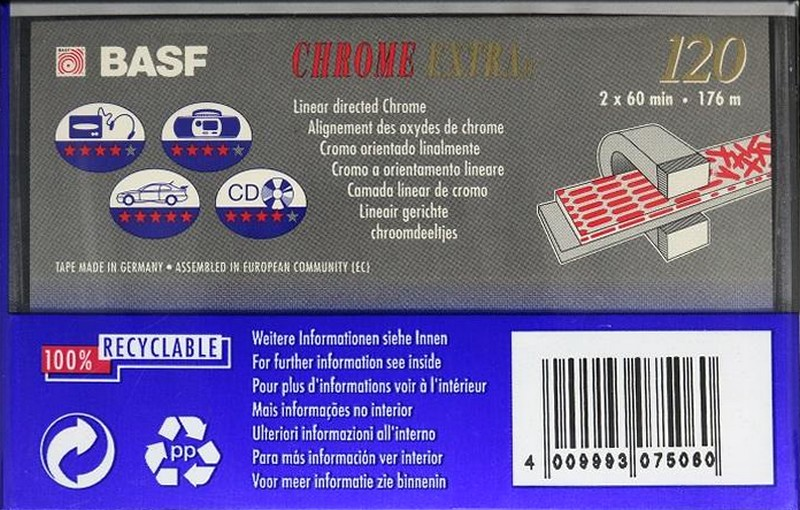 BASF
CHROME EXTRA II
120
2 x 60 min • 176 m
Linear directed Chrome
Alignement des oxydes de chrome
Cromo orientado linalmente
Cromo a orientamento lineare
Camada linear de cromo
Lineair gerichte
chroomdeeltjes
CD
TAPE MADE IN GERMANY • ASSEMBLED IN EUROPEAN COMMUNITY (EC)
100% RECYCLABLE
PP
Weitere Informationen siehe Innen
For further information see inside
Pour plus d'informations voir à l'intérieur
Mais informações no interior
Ulteriori informazioni all'interno
Para más información ver interior
Voor meer informatie zie binnenin
4 009993 075060